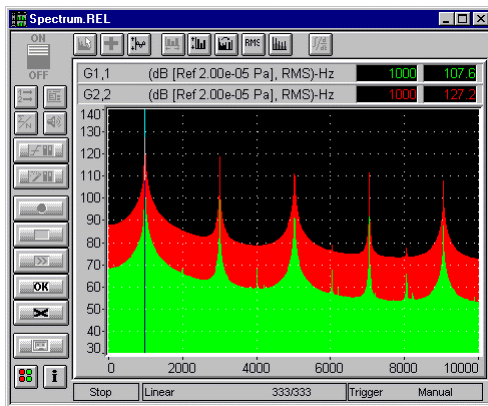 Spectrum.REL
ON
OFF
RMS
G1,1 (dB [Ref 2.00e-05 Pa], RMS)-Hz 1000 107.6
G2,2 (dB [Ref 2.00e-05 Pa], RMS)-Hz 1000 127.2
140
130
120
110
100
90
80
70
60
50
40
30
0 2000 4000 6000 8000 10000
OK
i
Stop Linear 333/333 Trigger Manual